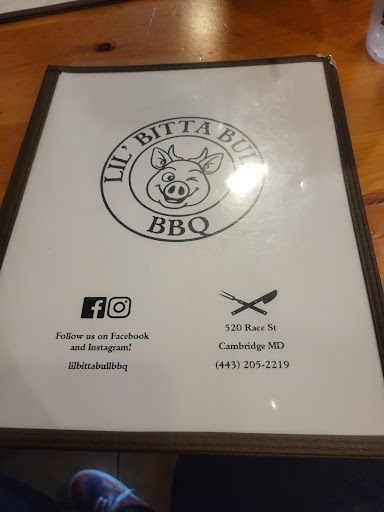 LIL' BITTA BULL
BBQ
Follow us on Facebook
and Instagram!
lilbittabullbbq
520 Race St
Cambridge MD
(443) 205-2219